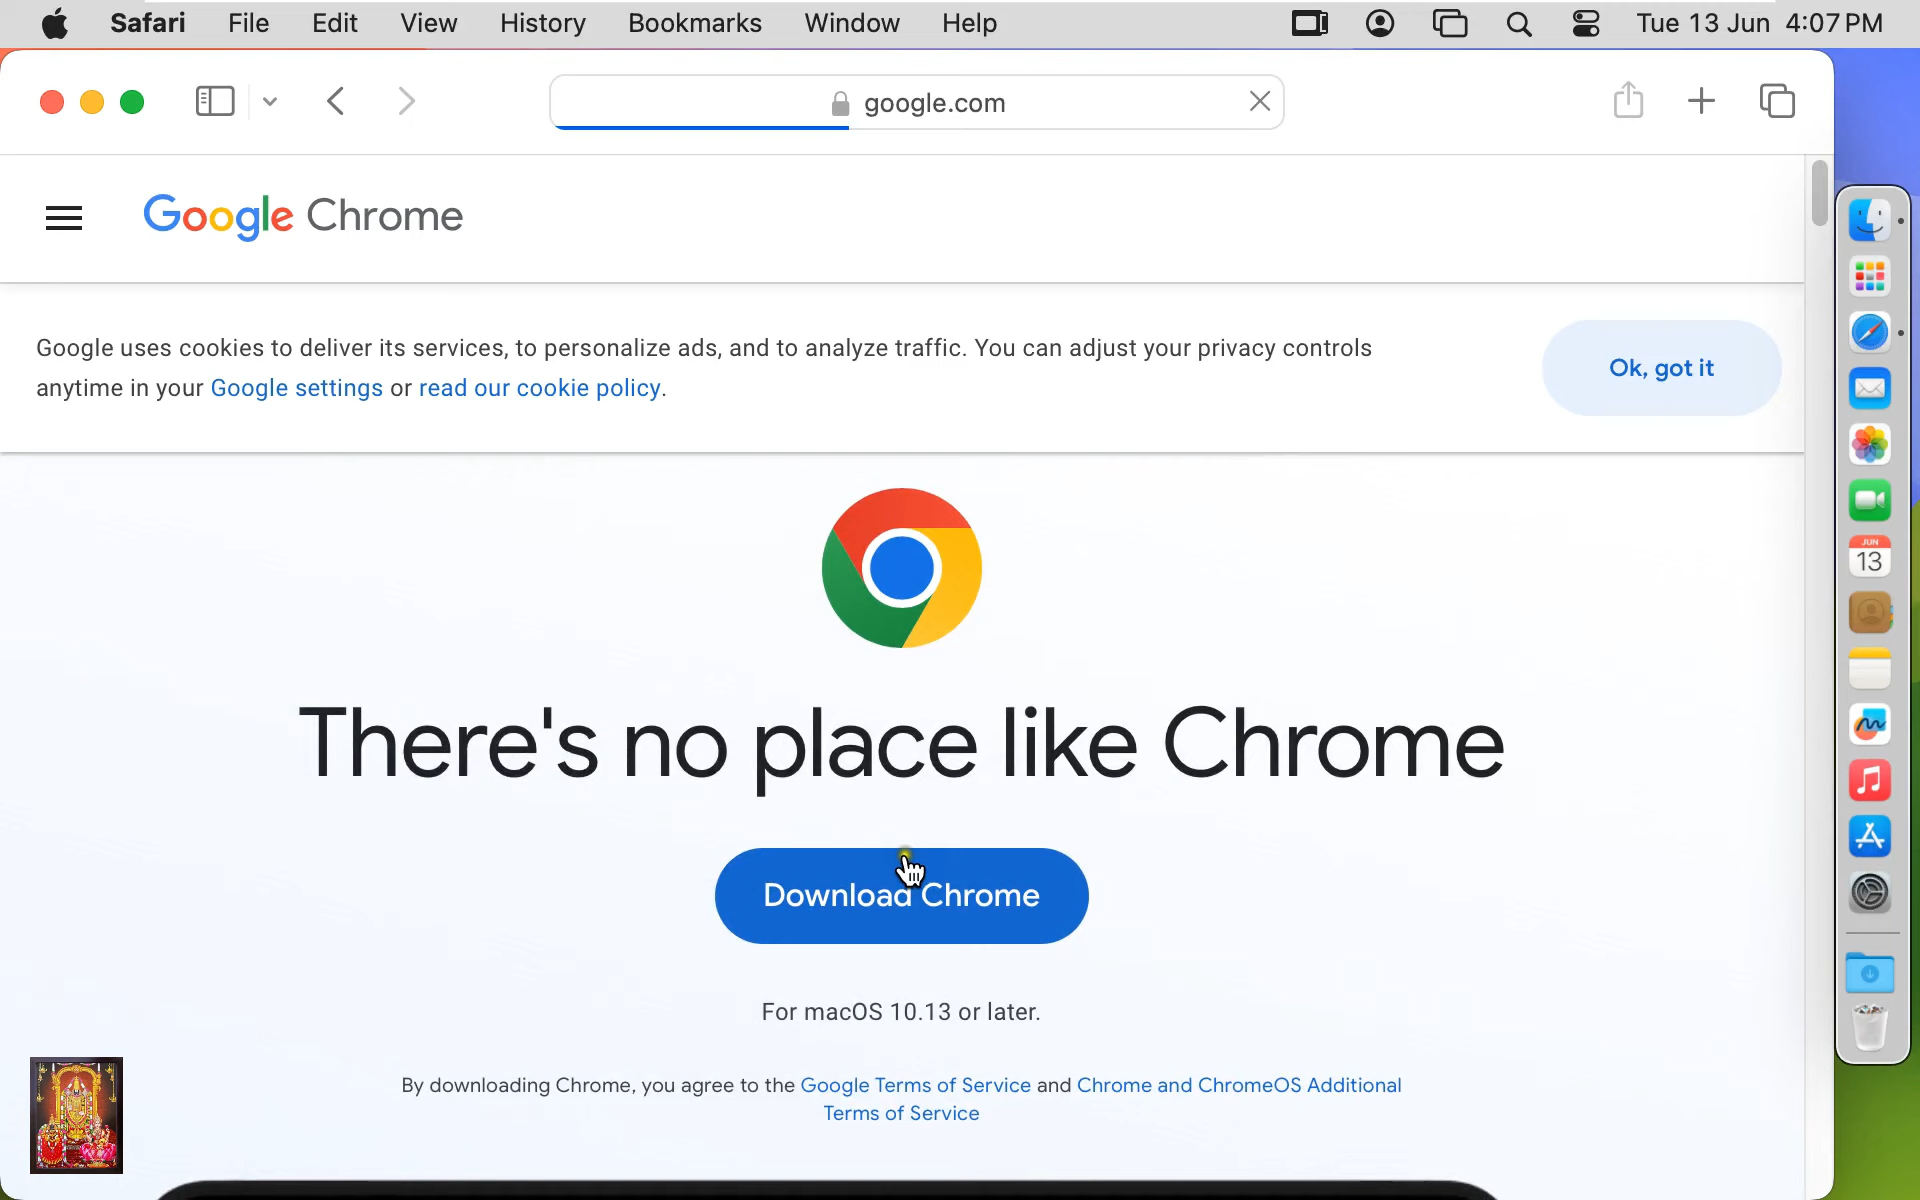 Safari File Edit View History Bookmarks Window Help Tue 13 Jun 4:07 PM
google.com
Google Chrome
Google uses cookies to deliver its services, to personalize ads, and to analyze traffic. You can adjust your privacy controls
anytime in your Google settings or read our cookie policy.
Ok, got it
There's no place like Chrome
Download Chrome
For macOS 10.13 or later.
By downloading Chrome, you agree to the Google Terms of Service and Chrome and ChromeOS Additional
Terms of Service
JUN
13